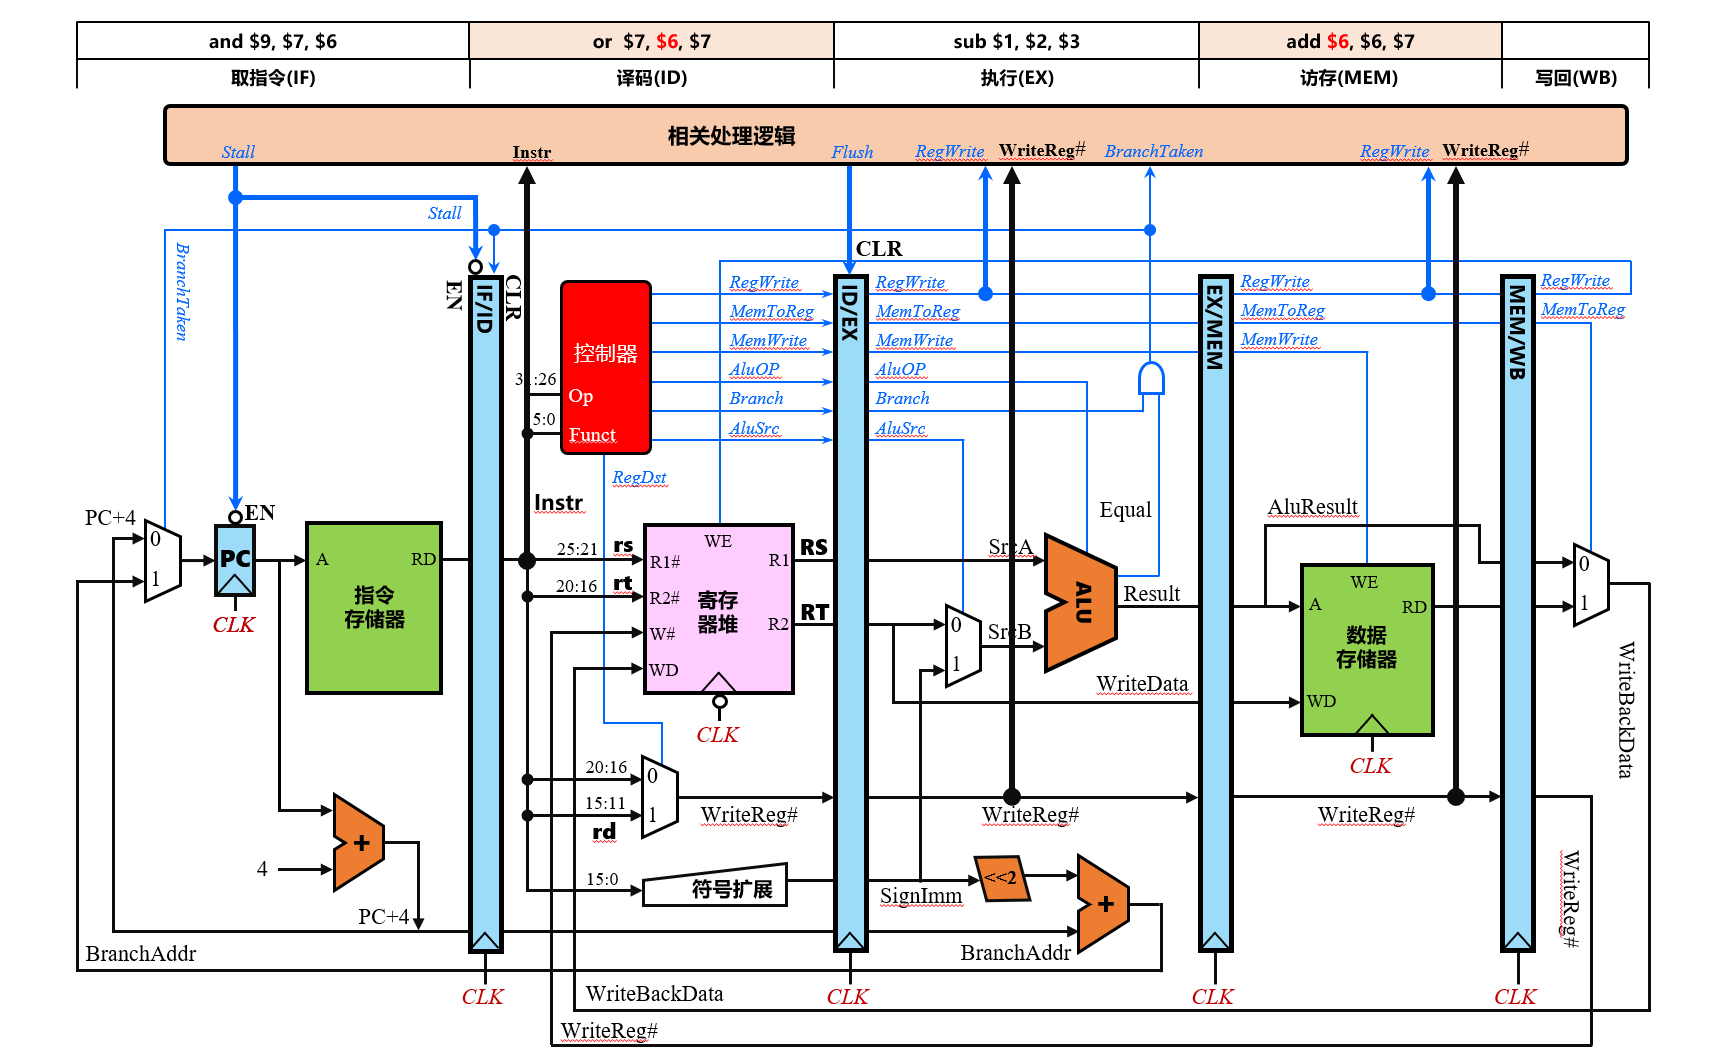 and $9, $7, $6
or $7, $6, $7
sub $1, $2, $3
add $6, $6, $7
取指令(IF)
译码(ID)
执行(EX)
访存(MEM)
写回(WB)
相关处理逻辑
Stall
Instr
Flush
RegWrite
WriteReg#
BranchTaken
RegWrite
WriteReg#
Stall
BranchTaken
CLR
EN
CLR
IF/ID
ID/EX
EX/MEM
MEM/WB
RegWrite
RegWrite
RegWrite
RegWrite
MemToReg
MemToReg
MemToReg
MemToReg
控制器
MemWrite
MemWrite
MemWrite
31:26
Op
AluOP
AluOP
Branch
Branch
5:0
Funct
AluSrc
AluSrc
RegDst
Instr
PC+4
EN
0
1
PC
CLK
A
RD
指令
存储器
25:21
rs
R1#
WE
R1
RS
20:16
rt
R2#
寄存
器堆
R2
RT
W#
WD
CLK
SrcA
0
SrcB
1
ALU
Equal
Result
WriteData
AluResult
WE
A
RD
数据
存储器
WD
CLK
0
1
WriteBackData
20:16
0
15:11
1
rd
WriteReg#
WriteReg#
WriteReg#
WriteReg#
+
4
PC+4
15:0
符号扩展
SignImm
<<2
+
BranchAddr
BranchAddr
CLK
CLK
CLK
CLK
WriteBackData
WriteReg#